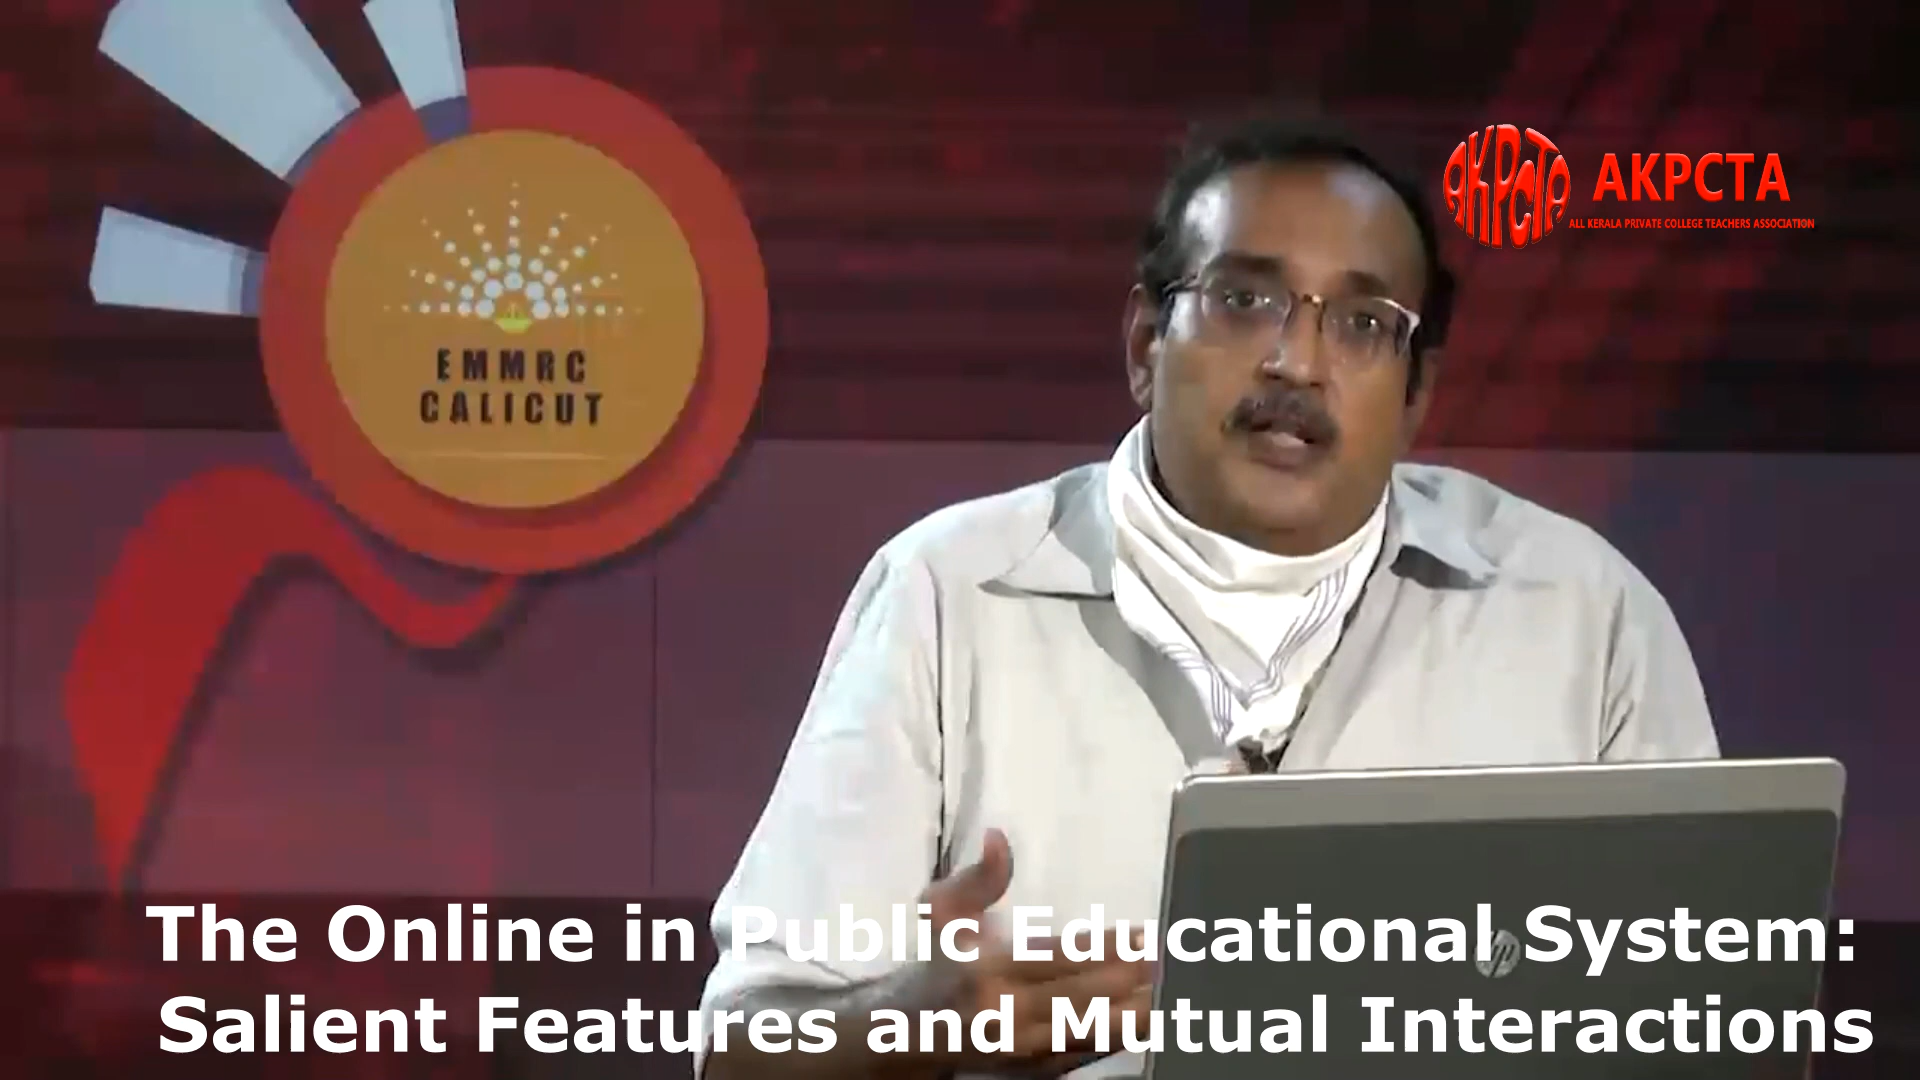 EMMRC
CALICUT
AKPCTA
AKPCTA
ALL KERALA PRIVATE COLLEGE TEACHERS ASSOCIATION
hp
The Online in Public Educational System:
Salient Features and Mutual Interactions